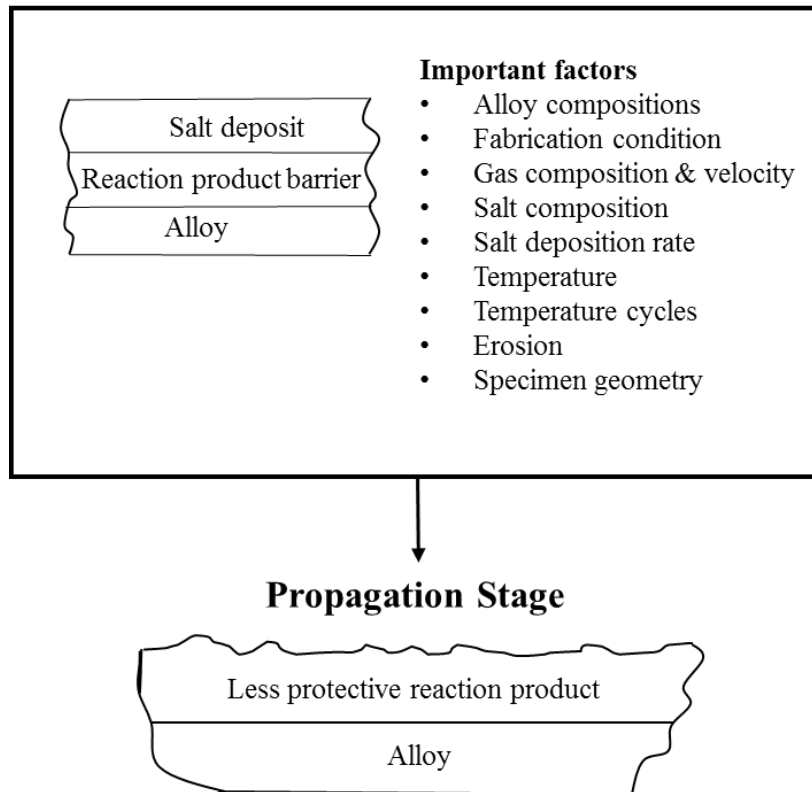 Salt deposit
Reaction product barrier
Alloy
Important factors
• Alloy compositions
• Fabrication condition
• Gas composition & velocity
• Salt composition
• Salt deposition rate
• Temperature
• Temperature cycles
• Erosion
• Specimen geometry
Propagation Stage
Less protective reaction product
Alloy